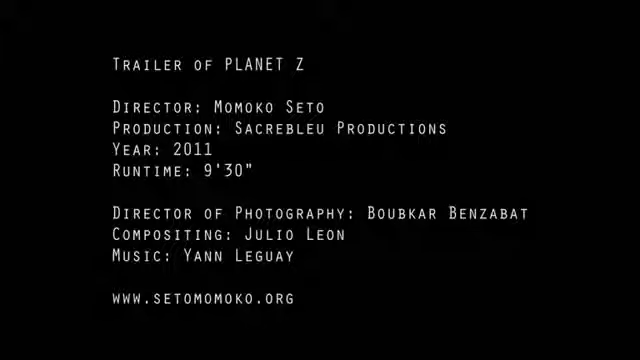 Trailer of PLANET Z
Director: Momoko Seto
Production: Sacrebleu Productions
Year: 2011
Runtime: 9'30"
Director of Photography: Boubkar Benzabat
Compositing: Julio Leon
Music: Yann Leguay
www.setomomoko.org